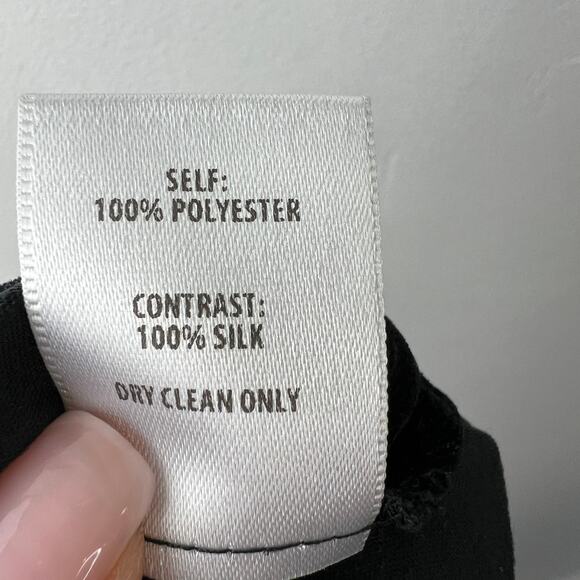 SELF:
100% POLYESTER
CONTRAST:
100% SILK
DRY CLEAN ONLY